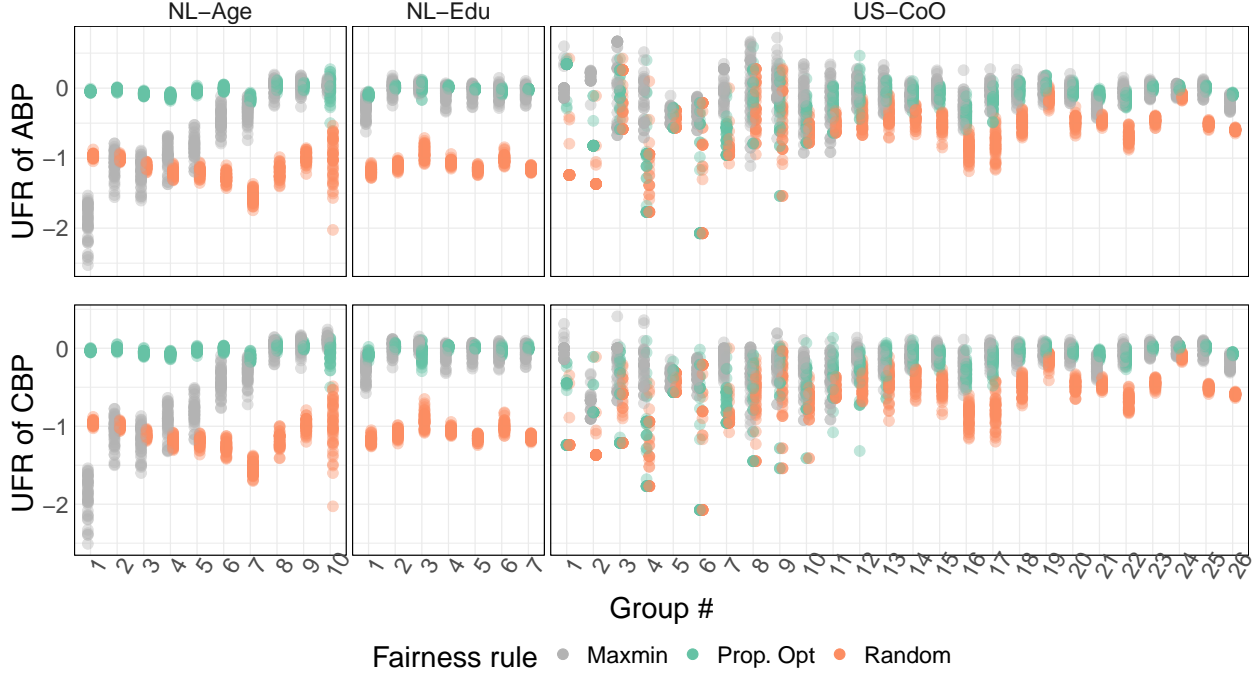 NL−Age NL−Edu US−CoO
UFR of ABP
0
−1
−2
UFR of CBP
0
−1
−2
1 2 3 4 5 6 7 8 9 10 1 2 3 4 5 6 7 1 2 3 4 5 6 7 8 9 10 11 12 13 14 15 16 17 18 19 20 21 22 23 24 25 26
Group #
Fairness rule Maxmin Prop. Opt Random